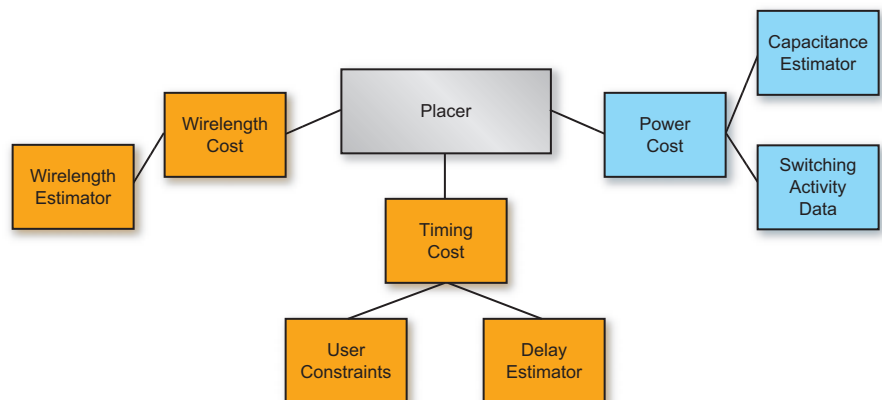 Capacitance
Estimator
Placer
Wirelength
Cost
Power
Cost
Wirelength
Estimator
Switching
Activity
Data
Timing
Cost
User
Constraints
Delay
Estimator